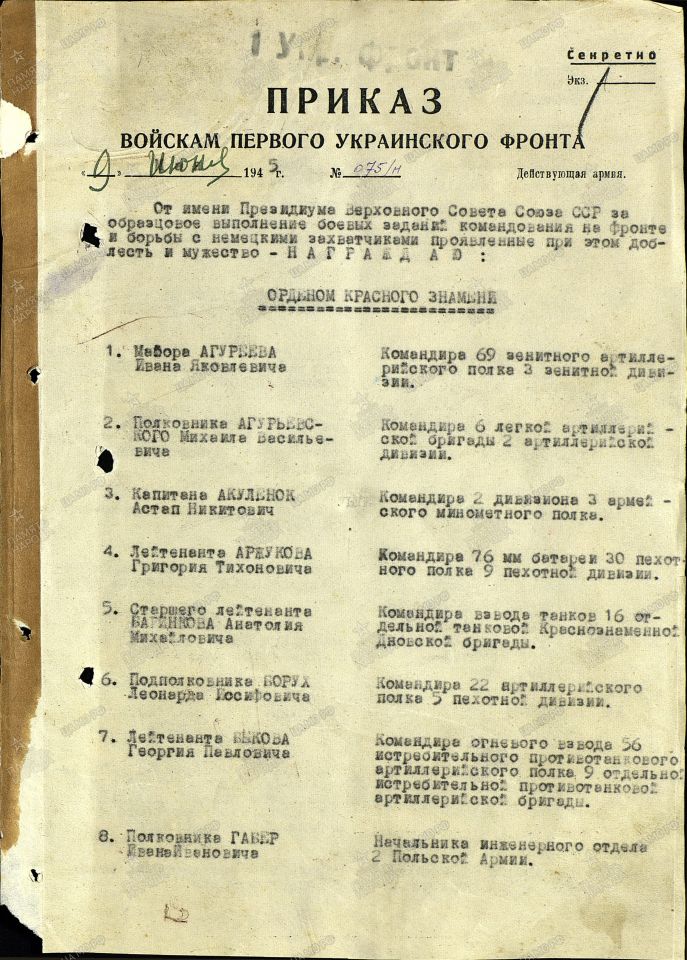 1 Укр. Фронт
Секретно
Экз. 1
ПРИКАЗ
ВОЙСКАМ ПЕРВОГО УКРАИНСКОГО ФРОНТА
«9» июня 1945 г. № 075/н Действующая армия.
От имени Президиума Верховного Совета Союза ССР за
образцовое выполнение боевых заданий командования на фронте
и борьбы с немецкими захватчиками проявленные при этом доб-
лесть и мужество - НАГРАЖДАЮ :
ОРДЕНОМ КРАСНОГО ЗНАМЕНИ
1. Майора АГУРЕЕВА
Ивана Яковлевича
Командира 69 зенитного артилле-
рийского полка 3 зенитной диви-
зии.
2. Полковника АГУРЬЕВС-
КОГО Михаила Василье-
вича
Командира 6 легкой артиллерий -
ской бригады 2 артиллерийской
дивизии.
3. Капитана АКУЛЕНОК
Астап Никитович
Командира 2 дивизиона 3 армей -
ского минометного полка.
4. Лейтенанта АРЖУКОВА
Григория Тихоновича
Командира 76 мм батареи 30 пехот-
ного полка 9 пехотной дивизии.
5. Старшего лейтенанта
Анатолия
Михайловича
Командира взвода танков 16 от-
дельной танковой Краснознаменной
Дновской бригады.
6. Подполковника БОРУХ
Леонарда Иосифовича
Командира 22 артиллерийского
полка 5 пехотной дивизии.
7. Лейтенанта БЫКОВА
Георгия Павловича
Командира огневого взвода 56
истребительного противотанкового
артиллерийского полка 9 отдельной
истребительной противотанковой
артиллерийской бригады.
8. Полковника ГАБЕР
ИванаИвановича
Начальника инженерного отдела
2 Польской Армии.